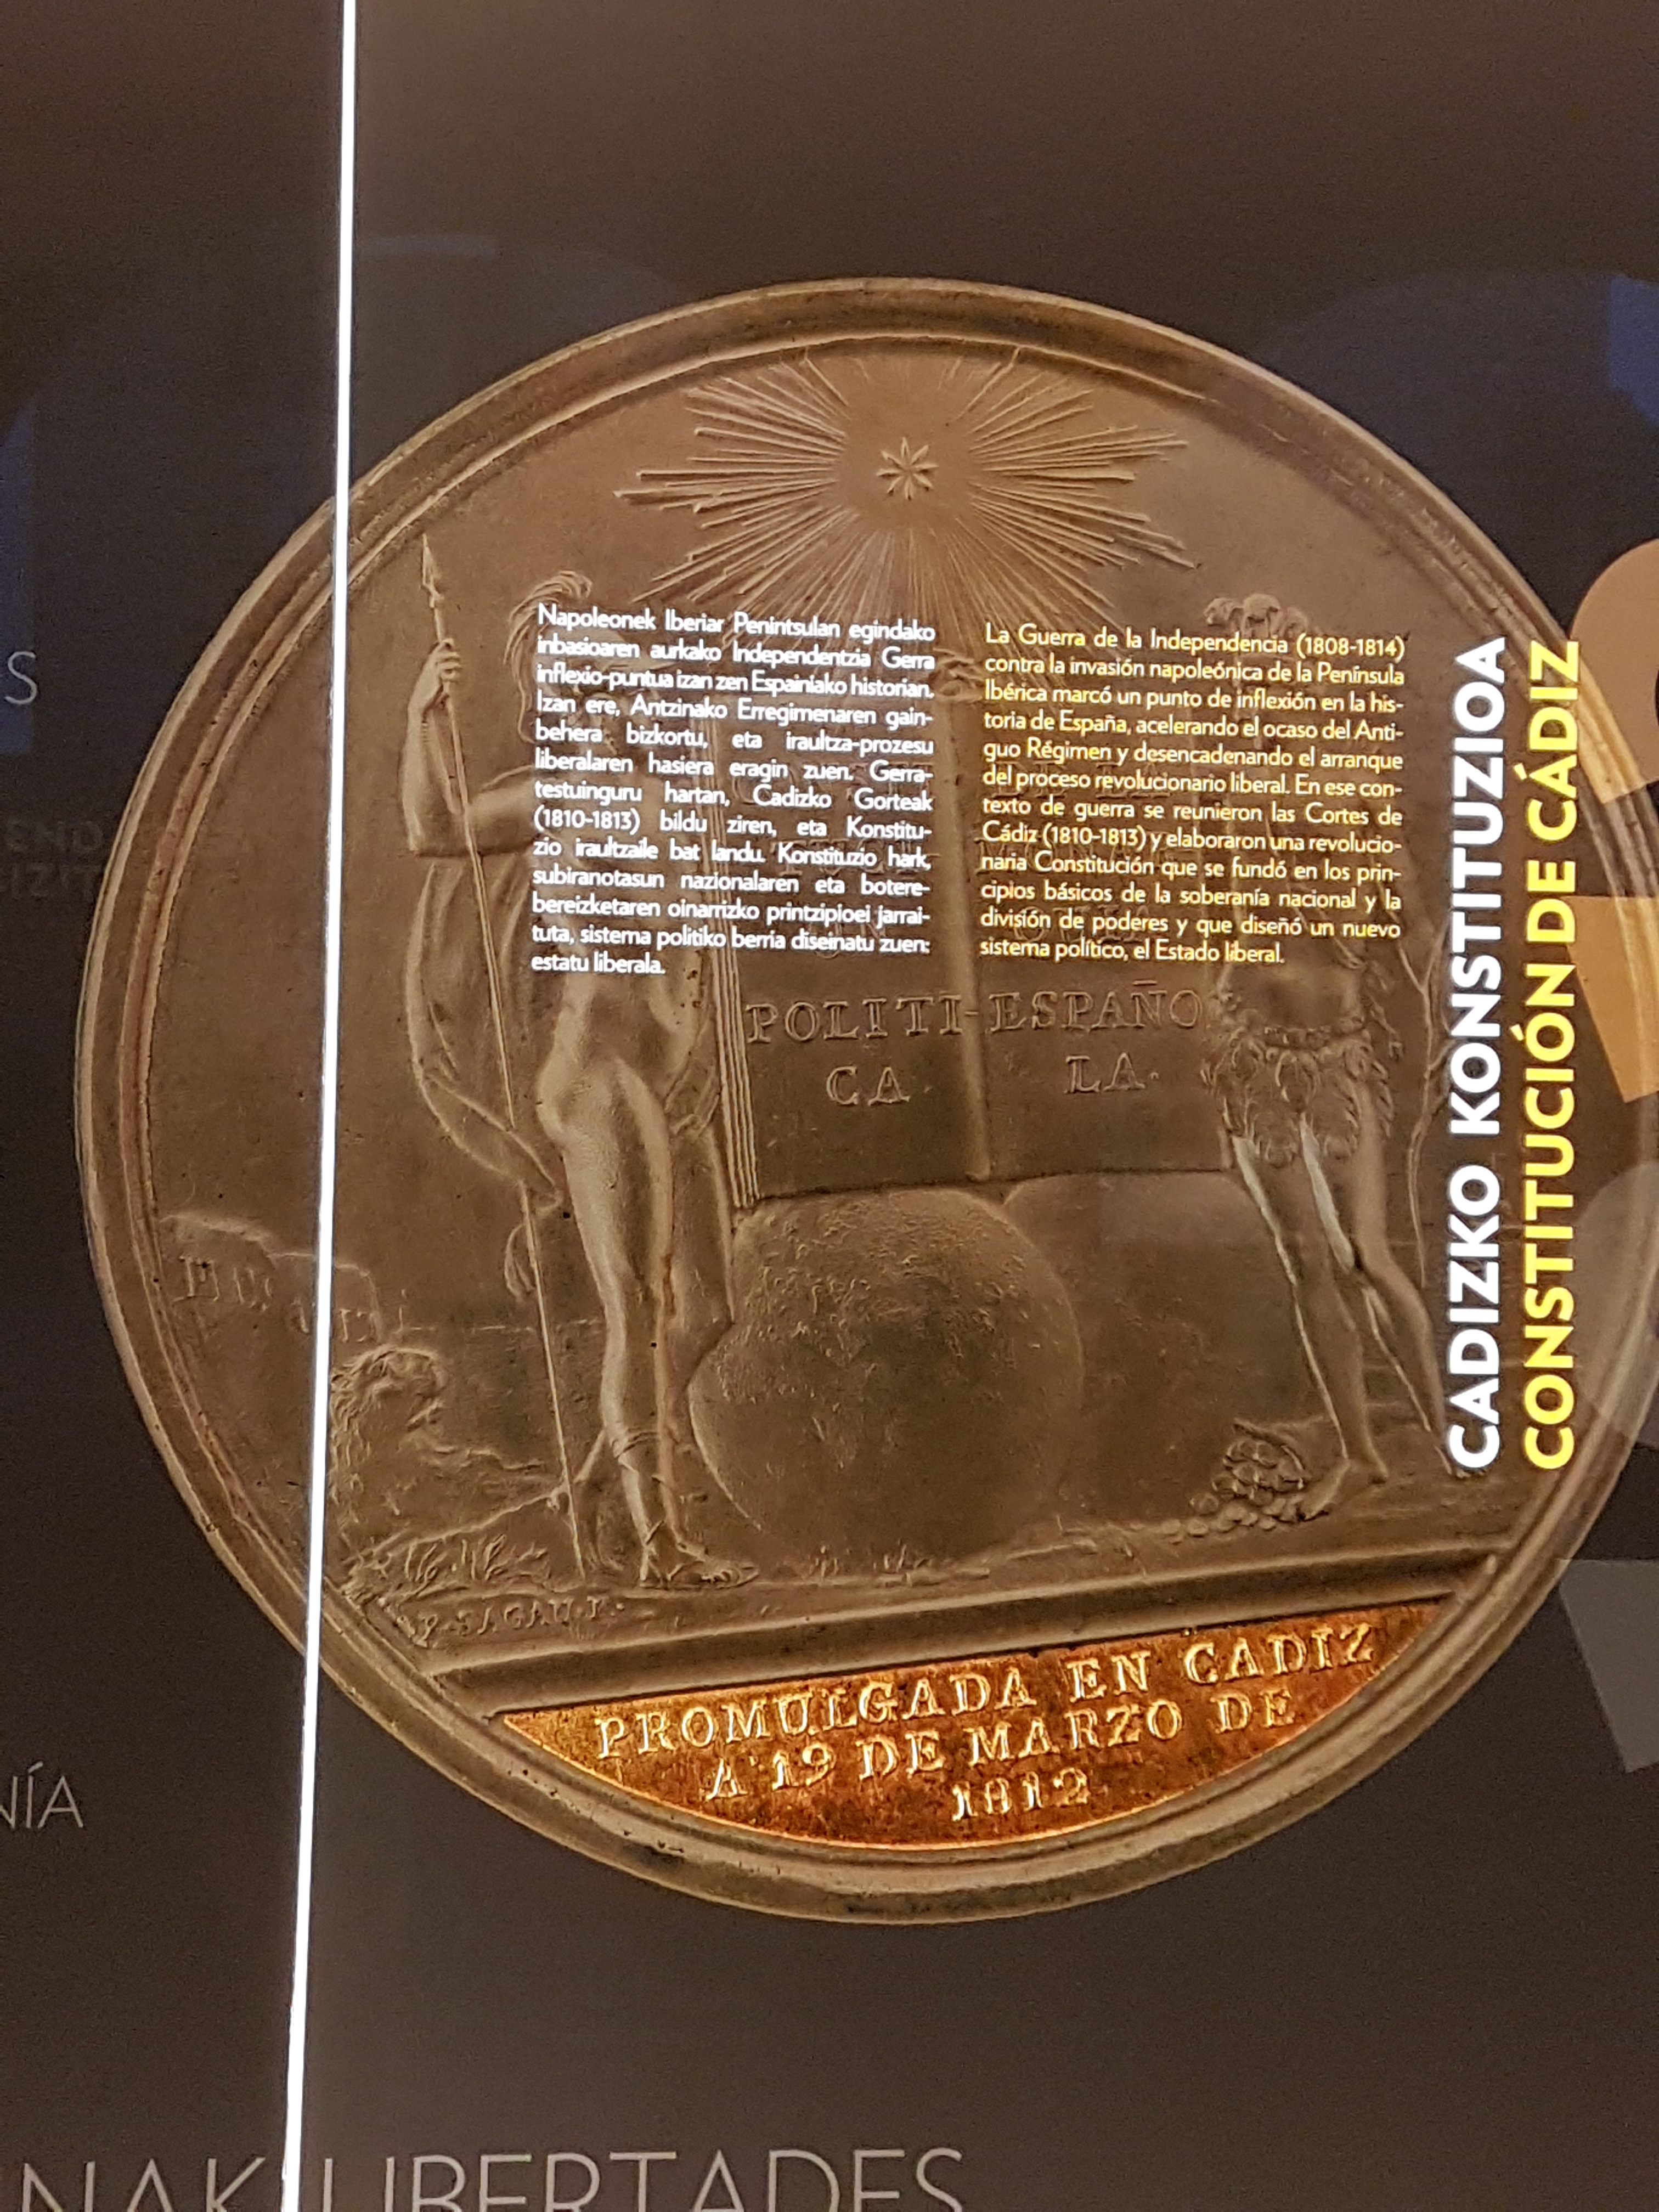 Napoleonek Iberiar Penintsulan egindako
inbasioaren aurkako Independentzia Gerra
inflexio-puntua izan zen Espainiako historian.
Izan ere, Antzinako Erregimenaren gain-
behera bizkortu, eta iraultza-prozesu
liberalaren hasiera eragin zuen. Gerra-
testuinguru hartan, Cadizko Gorteak
(1810-1813) bildu ziren, eta Konstitu-
zio iraultzaile bat landu. Konstituzio hark,
subiranotasun nazionalaren eta botere-
bereizketaren oinarrizko printzipioei jarrai-
tuta, sistema politiko berria diseinatu zuen:
estatu liberala.
La Guerra de la Independencia (1808-1814)
contra la invasión napoleónica de la Península
Ibérica marcó un punto de inflexión en la his-
toria de España, acelerando el ocaso del Anti-
guo Régimen y desencadenando el arranque
del proceso revolucionario liberal. En ese con-
texto de guerra se reunieron las Cortes de
Cádiz (1810-1813) y elaboraron una revolucio-
naria Constitución que se fundó en los prin-
cipios básicos de la soberanía nacional y la
división de poderes y que diseñó un nuevo
sistema político, el Estado liberal.
CADIZKO KONSTITUZIOA
CONSTITUCIÓN DE CÁDIZ
POLITI
CA
ESPAÑO
LA.
PROMULGADA EN CADIZ
A 19 DE MARZO DE
1812
S
NÍA
NAK LIBERTADES